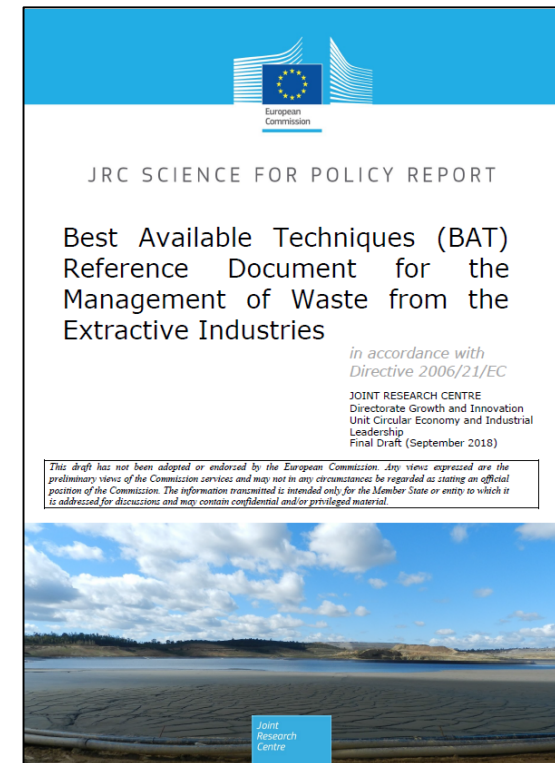 European
Commission
JRC SCIENCE FOR POLICY REPORT
Best Available Techniques (BAT)
Reference Document for the
Management of Waste from the
Extractive Industries
in accordance with
Directive 2006/21/EC
JOINT RESEARCH CENTRE
Directorate Growth and Innovation
Unit Circular Economy and Industrial
Leadership
Final Draft (September 2018)
This draft has not been adopted or endorsed by the European Commission. Any views expressed are the
preliminary views of the Commission services and may not in any circumstances be regarded as stating an official
position of the Commission. The information transmitted is intended only for the Member State or entity to which it
is addressed for discussions and may contain confidential and/or privileged material.
Joint
Research
Centre